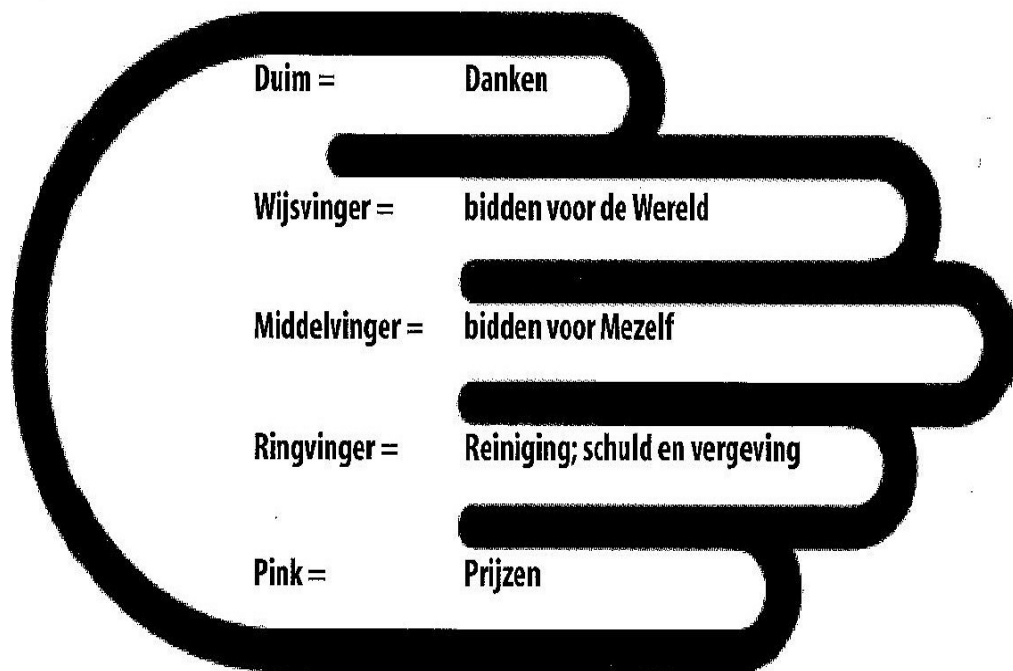 Duim = Danken
Wijsvinger = bidden voor de Wereld
Middelvinger = bidden voor Mezelf
Ringvinger = Reiniging; schuld en vergeving
Pink = Prijzen